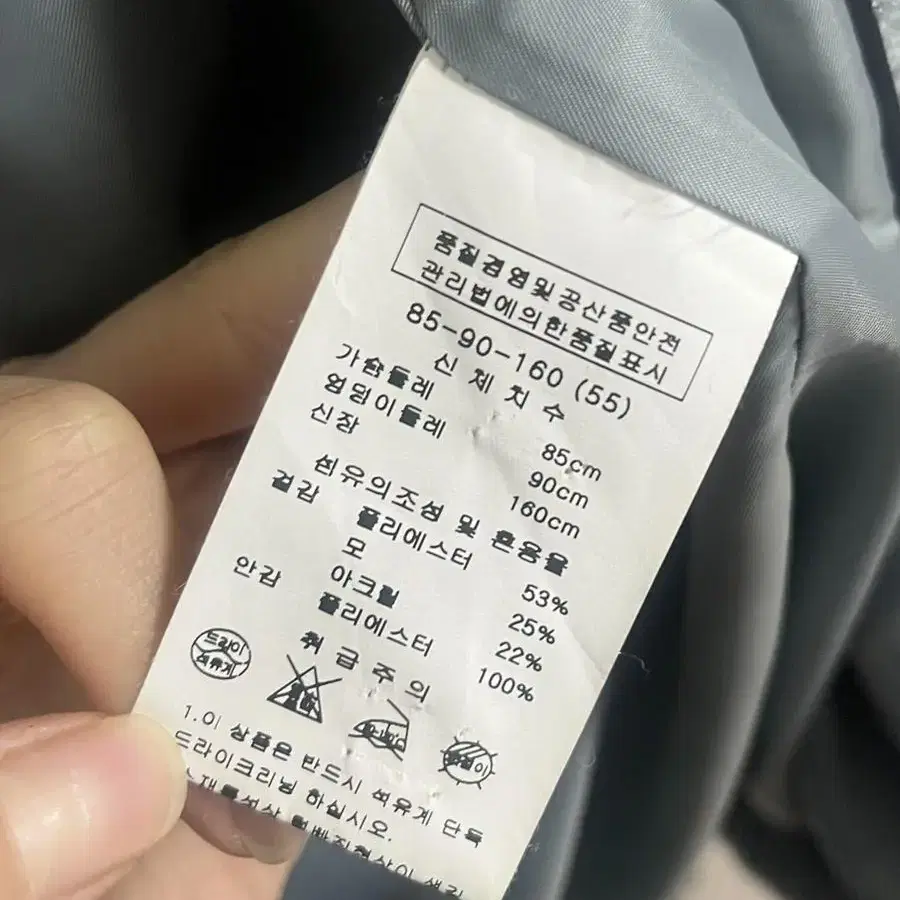 품질경영및공산품안전
관리법에의한품질표시
85-90-160 (55)
신 체 치 수
가슴둘레 85cm
엉덩이둘레 90cm
신장 160cm
섬유의조성 및 혼용율
겉감 폴리에스터 53%
모 25%
아크릴 22%
안감 폴리에스터 100%
취 급 주 의
드라이
석유계
1.이 상품은 반드시 석유계 단독
드라이크리닝 하십시오.